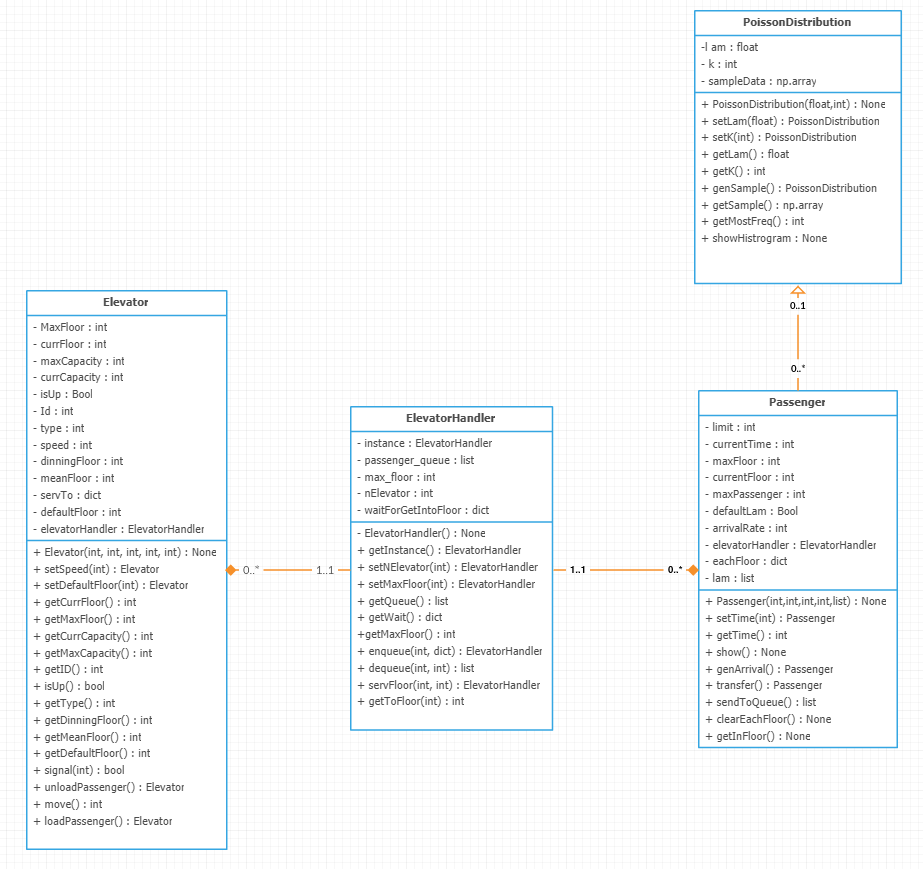 PoissonDistribution
-l am : float
- k : int
- sampleData : np.array
+ PoissonDistribution(float,int) : None
+ setLam(float) : PoissonDistribution
+ setK(int) : PoissonDistribution
+ getLam() : float
+ getK() : int
+ genSample() : PoissonDistribution
+ getSample() : np.array
+ getMostFreq() : int
+ showHistrogram : None
0..1
0..*
Elevator
- MaxFloor : int
- currFloor : int
- maxCapacity : int
- currCapacity : int
- isUp : Bool
- Id : int
- type : int
- speed : int
- dinningFloor : int
- meanFloor : int
- servTo : dict
- defaultFloor : int
- elevatorHandler : ElevatorHandler
+ Elevator(int, int, int, int, int) : None
+ setSpeed(int) : Elevator
+ setDefaultFloor(int) : Elevator
+ getCurrFloor() : int
+ getMaxFloor() : int
+ getCurrCapacity() : int
+ getMaxCapacity() : int
+ getID() : int
+ isUp() : bool
+ getType() : int
+ getDinningFloor() : int
+ getMeanFloor() : int
+ getDefaultFloor() : int
+ signal(int) : bool
+ unloadPassenger() : Elevator
+ move() : int
+ loadPassenger() : Elevator
0..*
1..1
ElevatorHandler
- instance : ElevatorHandler
- passenger_queue : list
- max_floor : int
- nElevator : int
- waitForGetIntoFloor : dict
- ElevatorHandler() : None
+ getInstance() : ElevatorHandler
+ setNElevator(int) : ElevatorHandler
+ setMaxFloor(int) : ElevatorHandler
+ getQueue() : list
+ getWait() : dict
+getMaxFloor() : int
+ enqueue(int, dict) : ElevatorHandler
+ dequeue(int, int) : list
+ servFloor(int, int) : ElevatorHandler
+ getToFloor(int) : int
1..1
0..*
Passenger
- limit : int
- currentTime : int
- maxFloor : int
- currentFloor : int
- maxPassenger : int
- defaultLam : Bool
- arrivalRate : int
- elevatorHandler : ElevatorHandler
- eachFloor : dict
- lam : list
+ Passenger(int,int,int,int,list) : None
+ setTime(int) : Passenger
+ getTime() : int
+ show() : None
+ genArrival() : Passenger
+ transfer() : Passenger
+ sendToQueue() : list
+ clearEachFloor() : None
+ getInFloor() : None